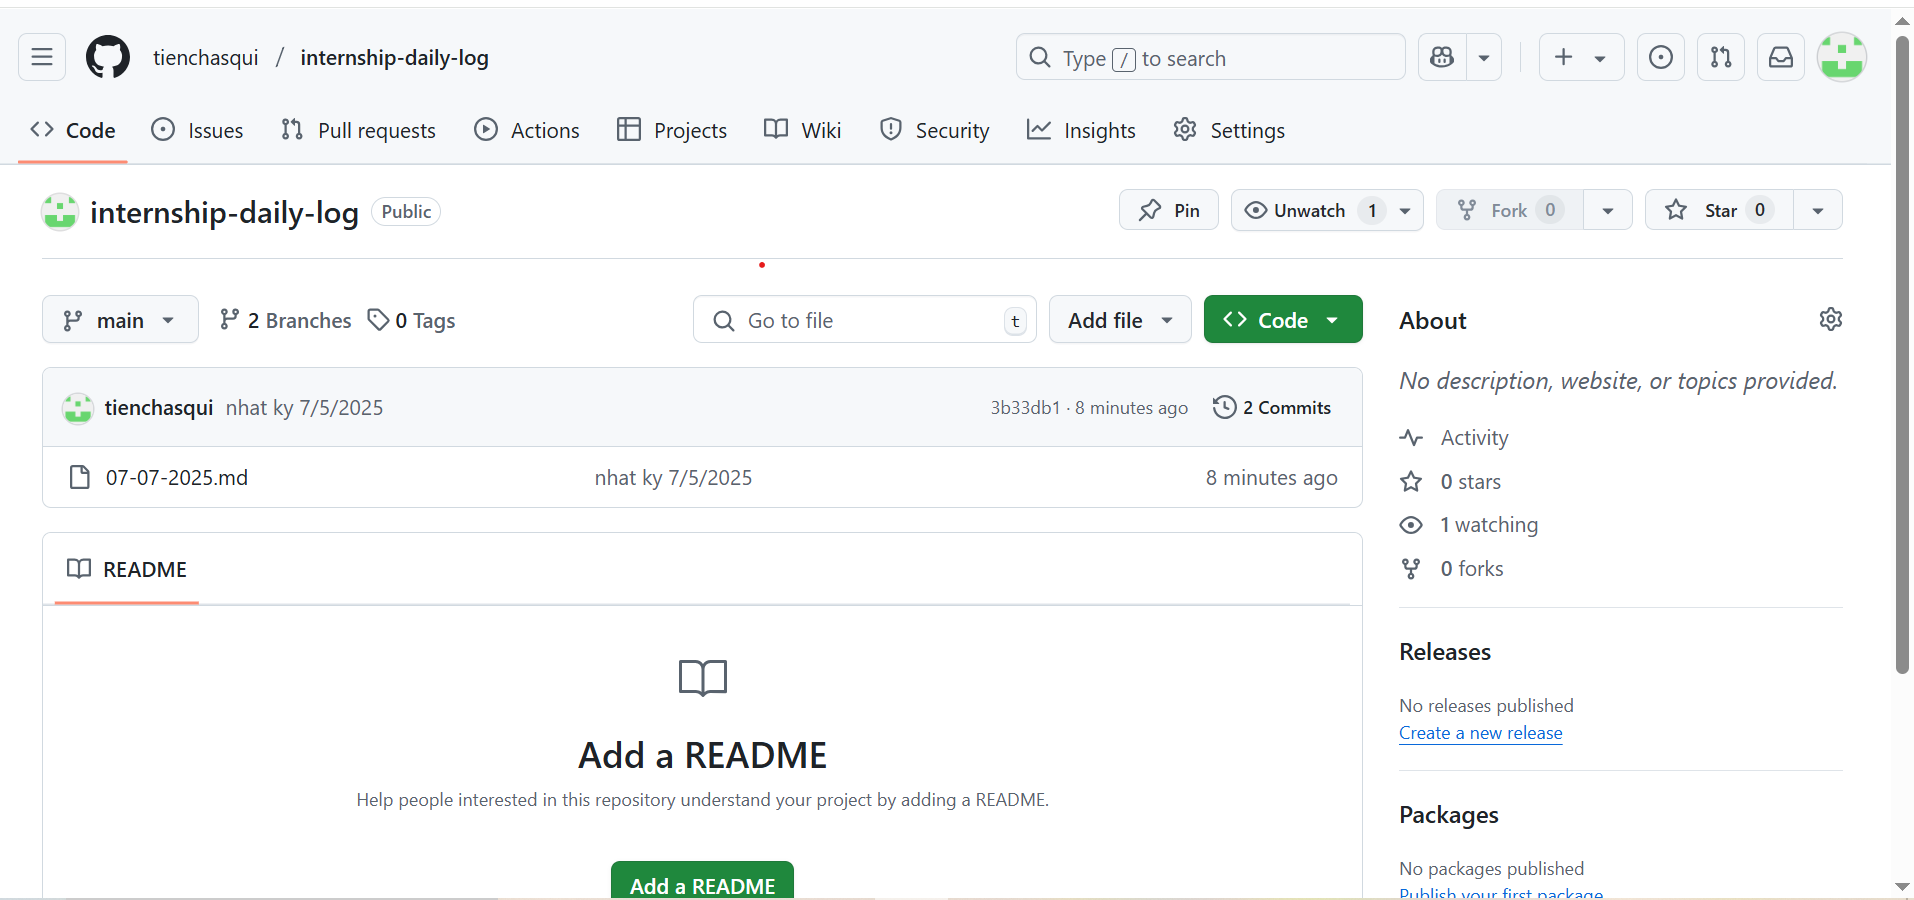 tienchasqui / internship-daily-log
Type / to search
Code Issues Pull requests Actions Projects Wiki Security Insights Settings
internship-daily-log Public
Pin Unwatch 1 Fork 0 Star 0
main 2 Branches 0 Tags Go to file t Add file Code
tienchasqui nhat ky 7/5/2025 3b33db1 · 8 minutes ago 2 Commits
07-07-2025.md nhat ky 7/5/2025 8 minutes ago
README
Add a README
Help people interested in this repository understand your project by adding a README.
Add a README
About
No description, website, or topics provided.
Activity
0 stars
1 watching
0 forks
Releases
No releases published
Create a new release
Packages
No packages published
Publish your first package